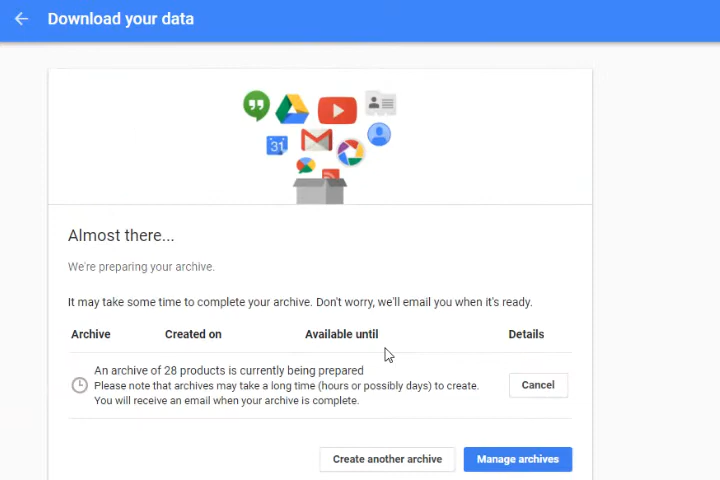 Download your data
31
Almost there...
We're preparing your archive.
It may take some time to complete your archive. Don't worry, we'll email you when it's ready.
Archive Created on Available until Details
An archive of 28 products is currently being prepared
Please note that archives may take a long time (hours or possibly days) to create.
You will receive an email when your archive is complete.
Cancel
Create another archive Manage archives